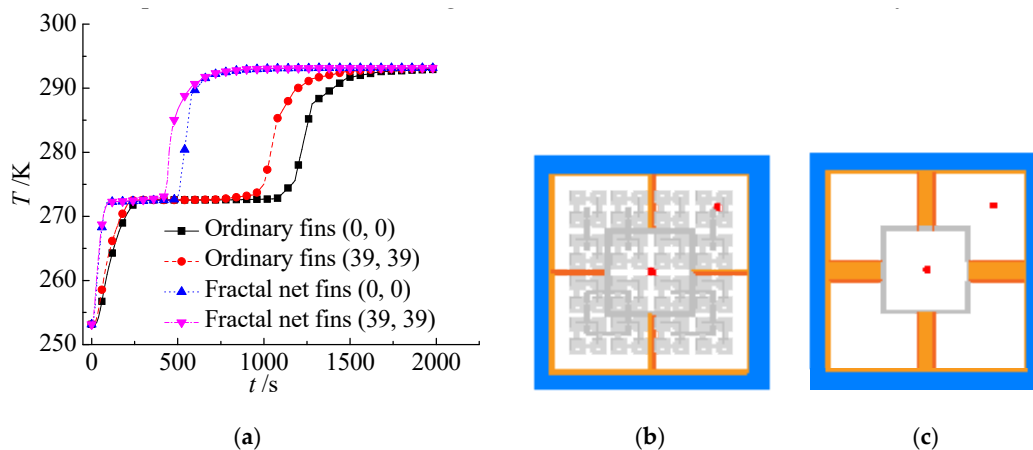 300
290
280
270
260
250
T /K
0
500
1000
1500
2000
t /s
Ordinary fins (0, 0)
Ordinary fins (39, 39)
Fractal net fins (0, 0)
Fractal net fins (39, 39)
(a)
(b)
(c)